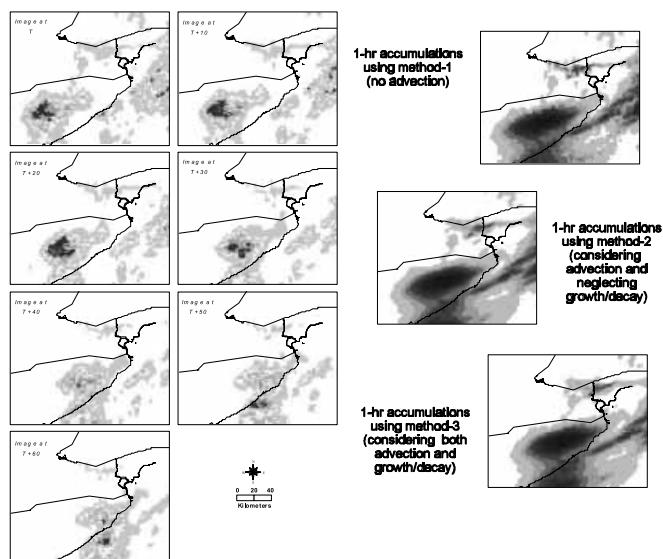 Image at
T
Image at
T+10
Image at
T+20
Image at
T+30
Image at
T+40
Image at
T+50
Image at
T+60
0 20 40
Kilometers
1-hr accumulations
using method-1
(no advection)
1-hr accumulations
using method-2
(considering
advection and
neglecting
growth/decay)
1-hr accumulations
using method-3
(considering both
advection and
growth/decay)